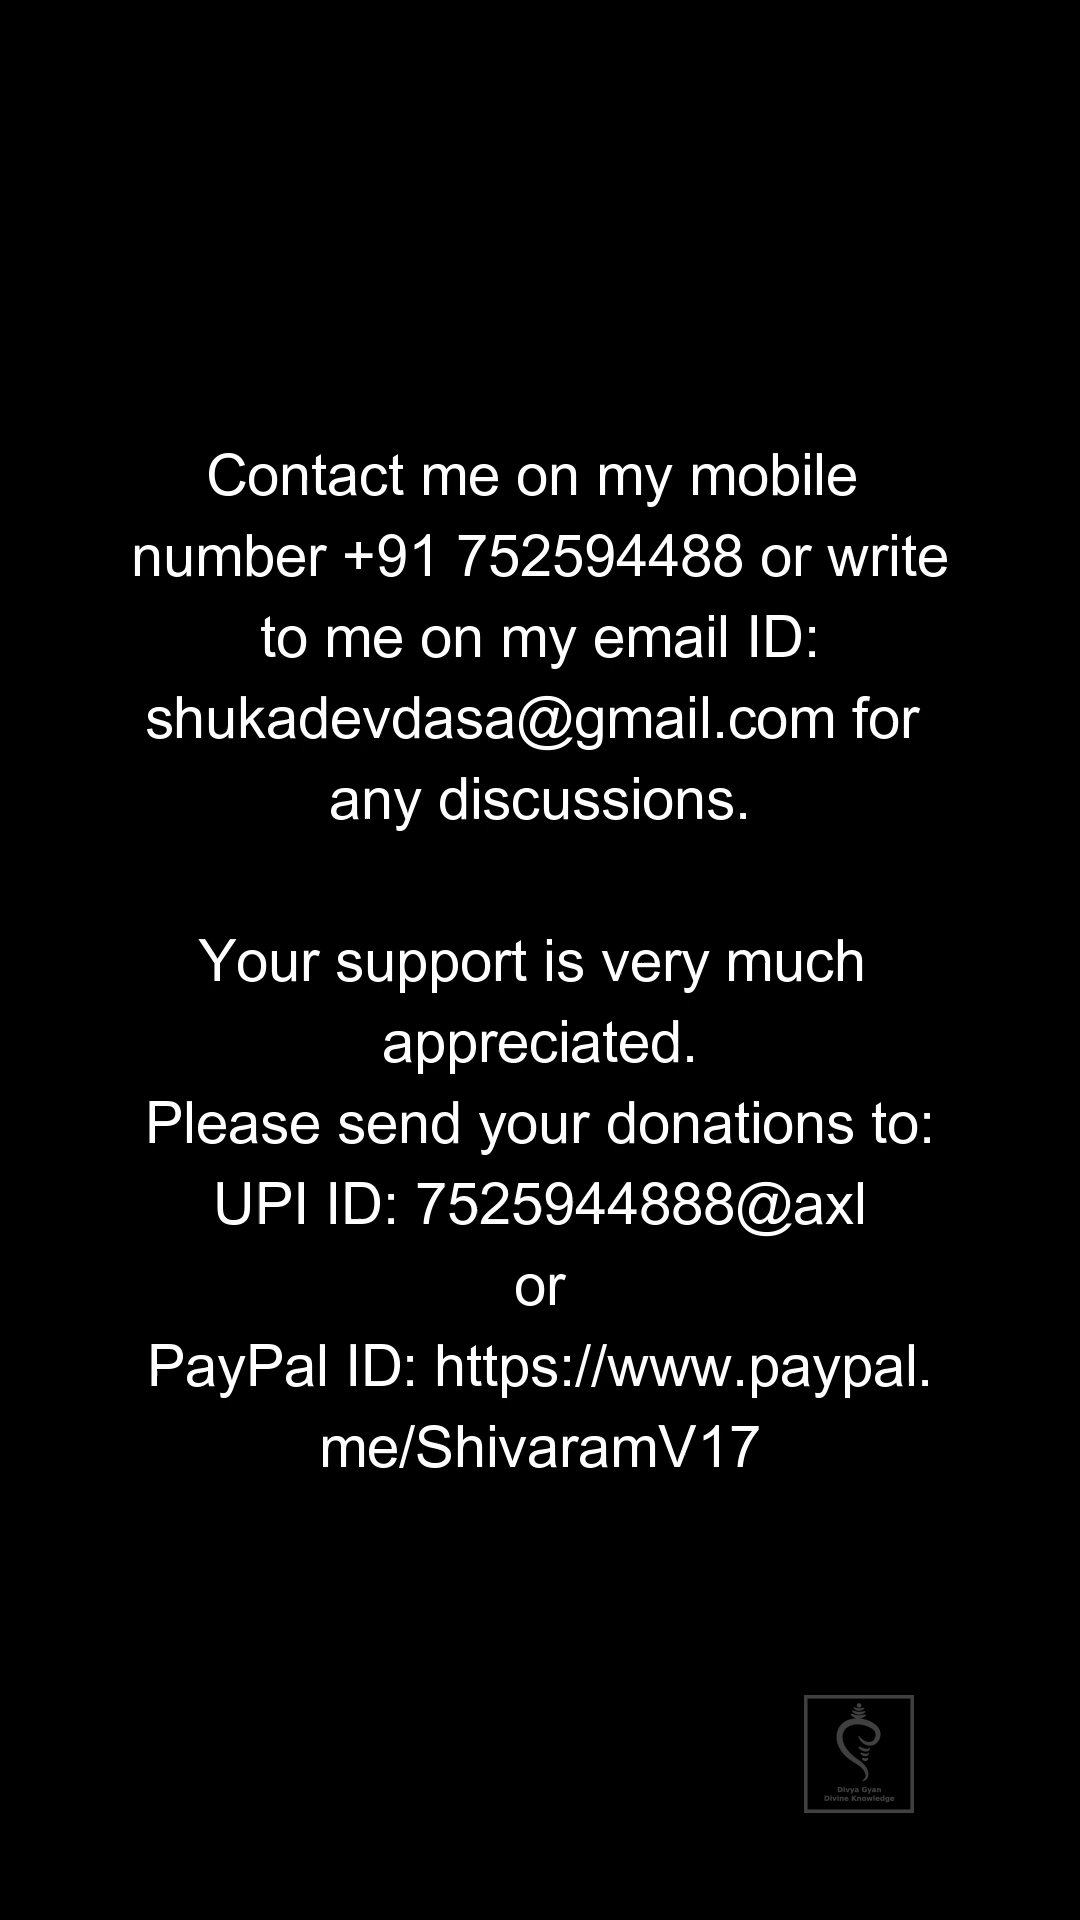 Contact me on my mobile
number +91 752594488 or write
to me on my email ID:
shukadevdasa@gmail.com for
any discussions.
Your support is very much
appreciated.
Please send your donations to:
UPI ID: 7525944888@axl
or
PayPal ID: https://www.paypal.
me/ShivaramV17
Divya Gyan
Divine Knowledge